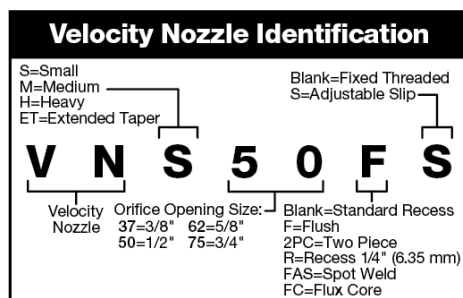 Velocity Nozzle Identification
S=Small
M=Medium
H=Heavy
ET=Extended Taper
Blank=Fixed Threaded
S=Adjustable Slip
V N S 5 0 F S
Velocity
Nozzle
Orifice Opening Size:
37=3/8" 62=5/8"
50=1/2" 75=3/4"
Blank=Standard Recess
F=Flush
2PC=Two Piece
R=Recess 1/4" (6.35 mm)
FAS=Spot Weld
FC=Flux Core